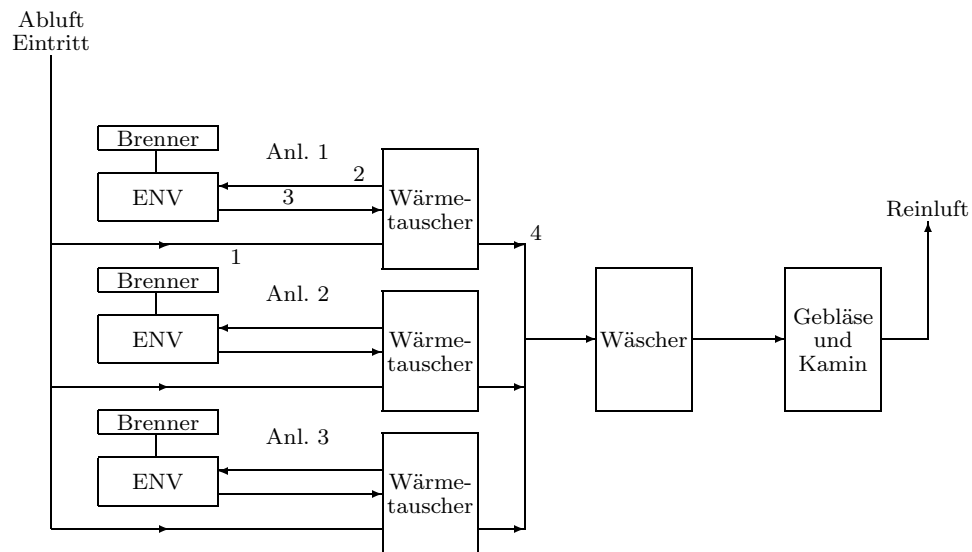 Abluft
Eintritt
Brenner
Anl. 1
ENV
2
3
Wärme-
tauscher
1
4
Reinluft
Brenner
Anl. 2
ENV
Wärme-
tauscher
Wäscher
Gebläse
und
Kamin
Brenner
Anl. 3
ENV
Wärme-
tauscher